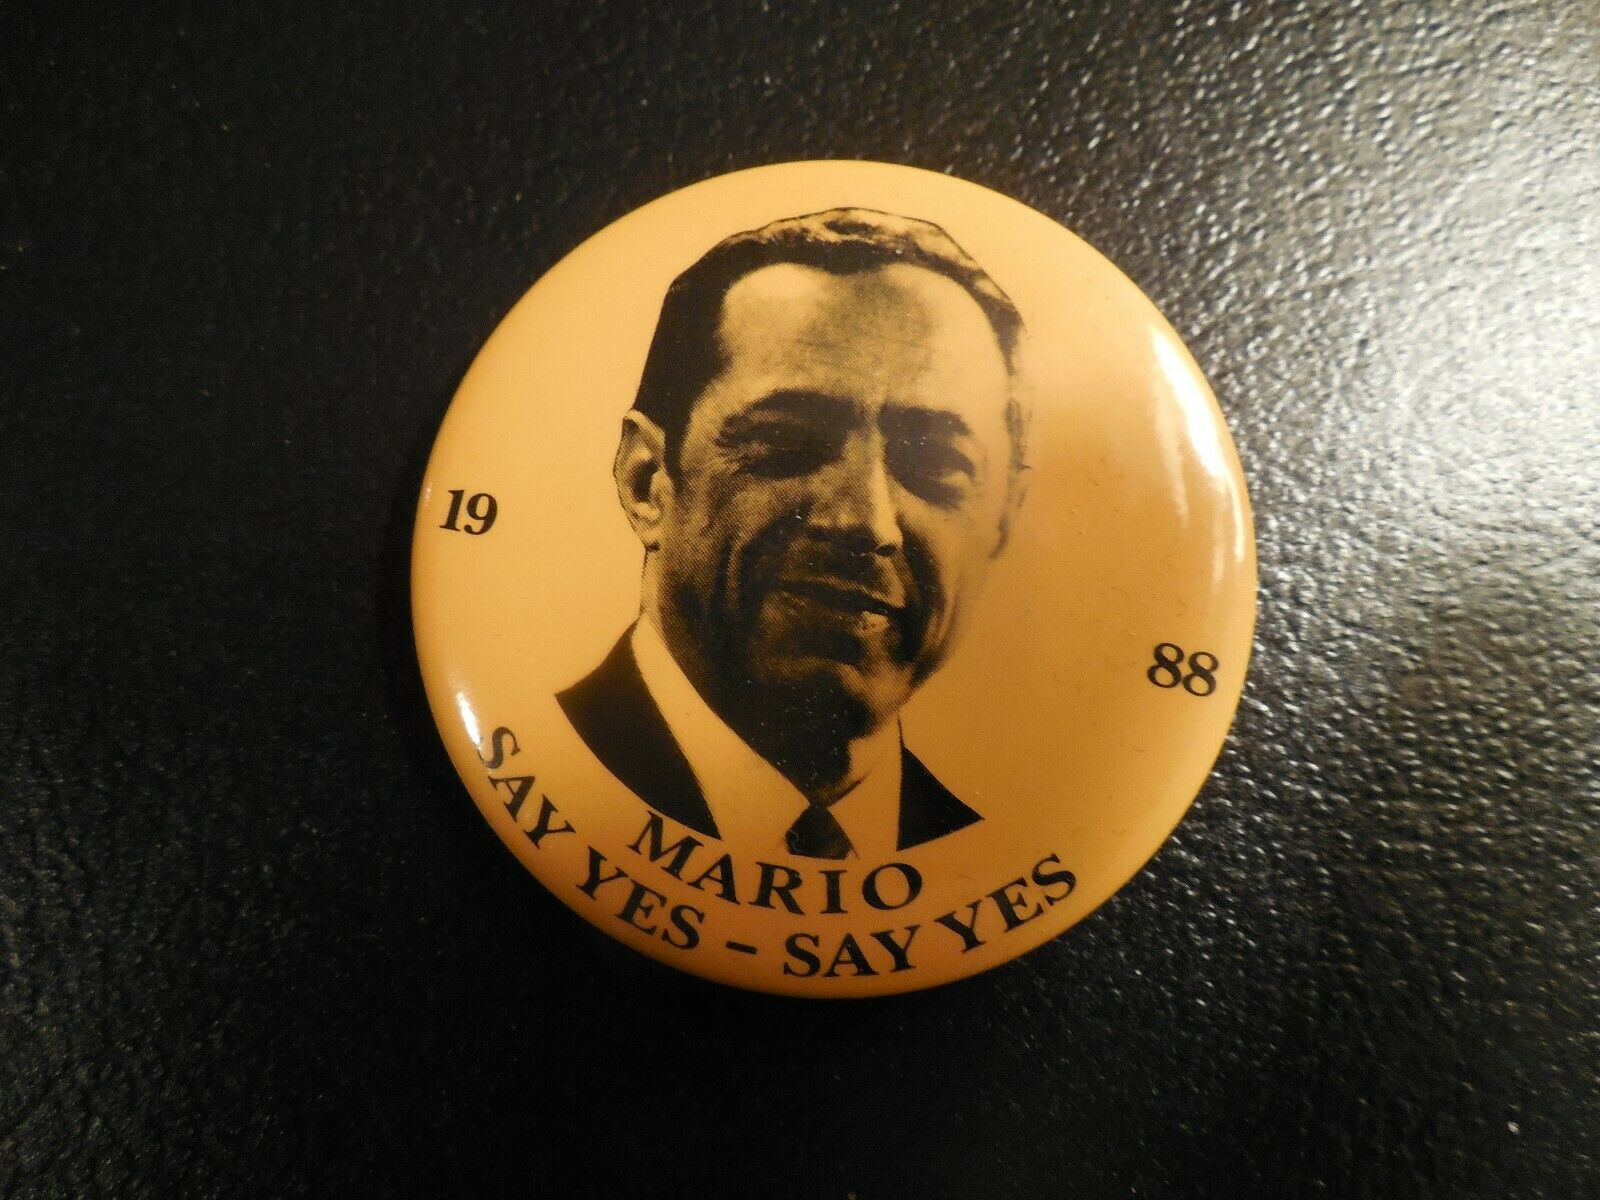 19
88
MARIO
SAY YES - SAY YES